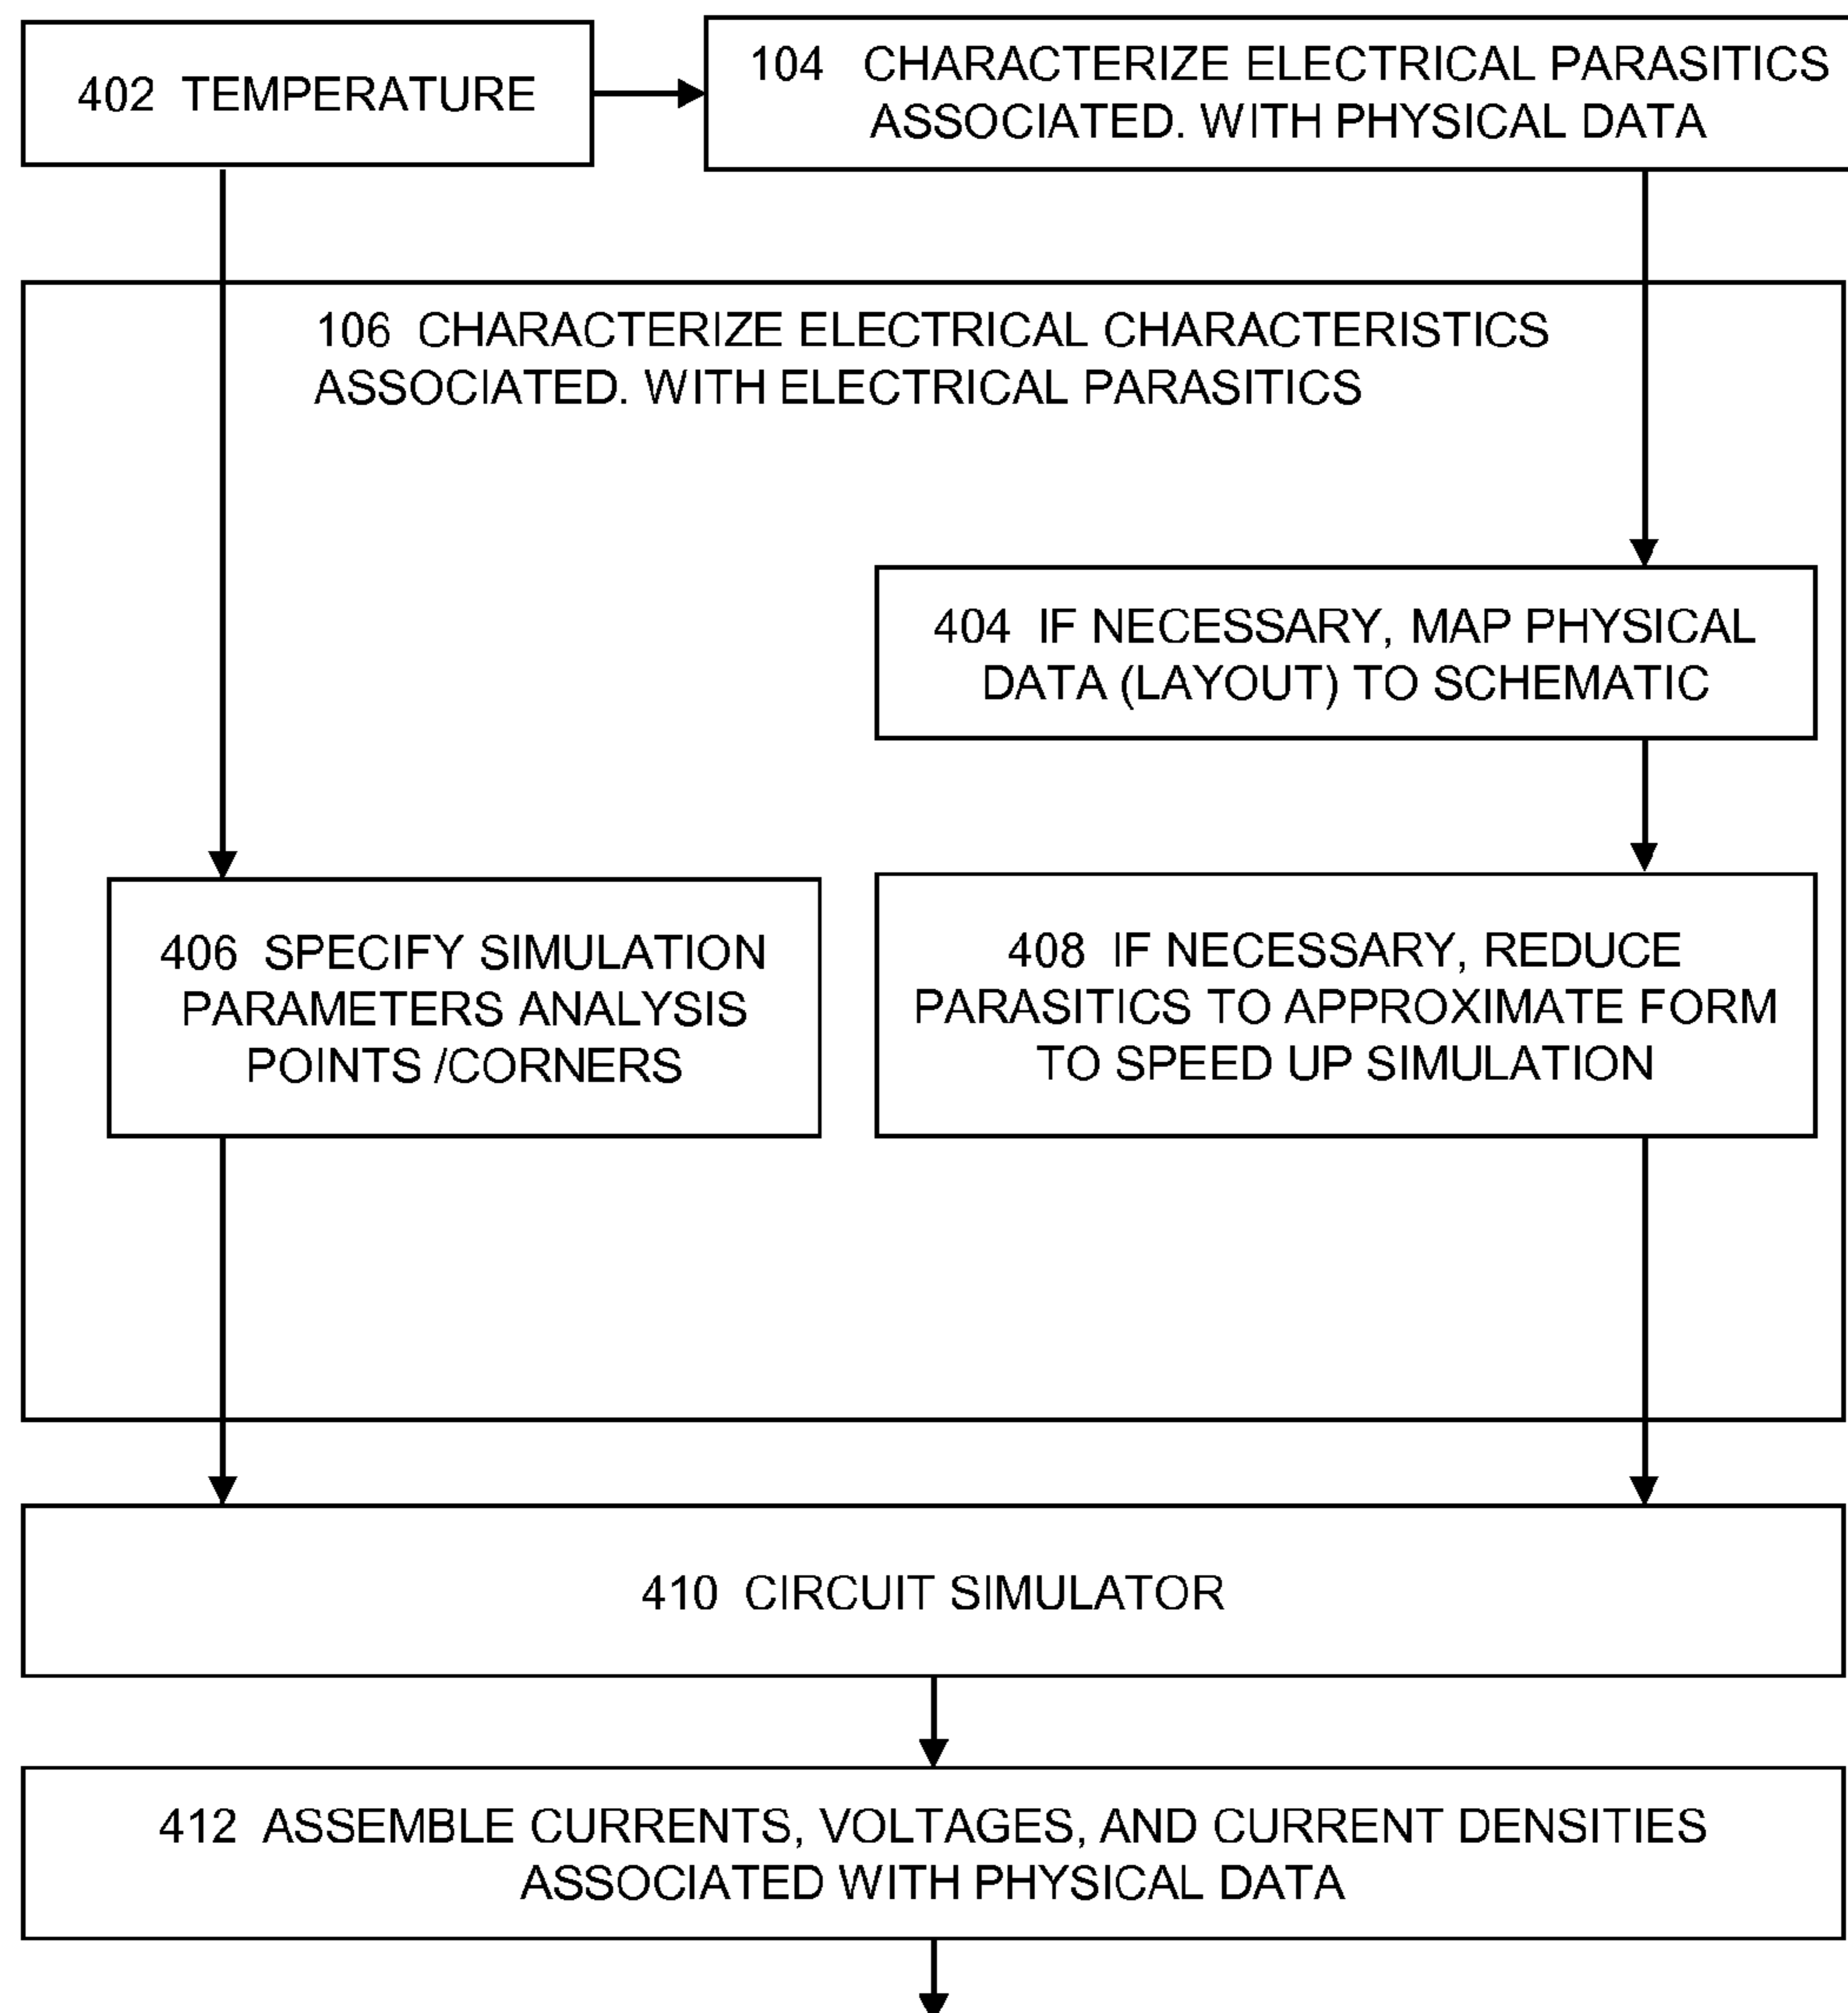 402 TEMPERATURE
104 CHARACTERIZE ELECTRICAL PARASITICS
ASSOCIATED. WITH PHYSICAL DATA
106 CHARACTERIZE ELECTRICAL CHARACTERISTICS
ASSOCIATED. WITH ELECTRICAL PARASITICS
404 IF NECESSARY, MAP PHYSICAL
DATA (LAYOUT) TO SCHEMATIC
406 SPECIFY SIMULATION
PARAMETERS ANALYSIS
POINTS /CORNERS
408 IF NECESSARY, REDUCE
PARASITICS TO APPROXIMATE FORM
TO SPEED UP SIMULATION
410 CIRCUIT SIMULATOR
412 ASSEMBLE CURRENTS, VOLTAGES, AND CURRENT DENSITIES
ASSOCIATED WITH PHYSICAL DATA